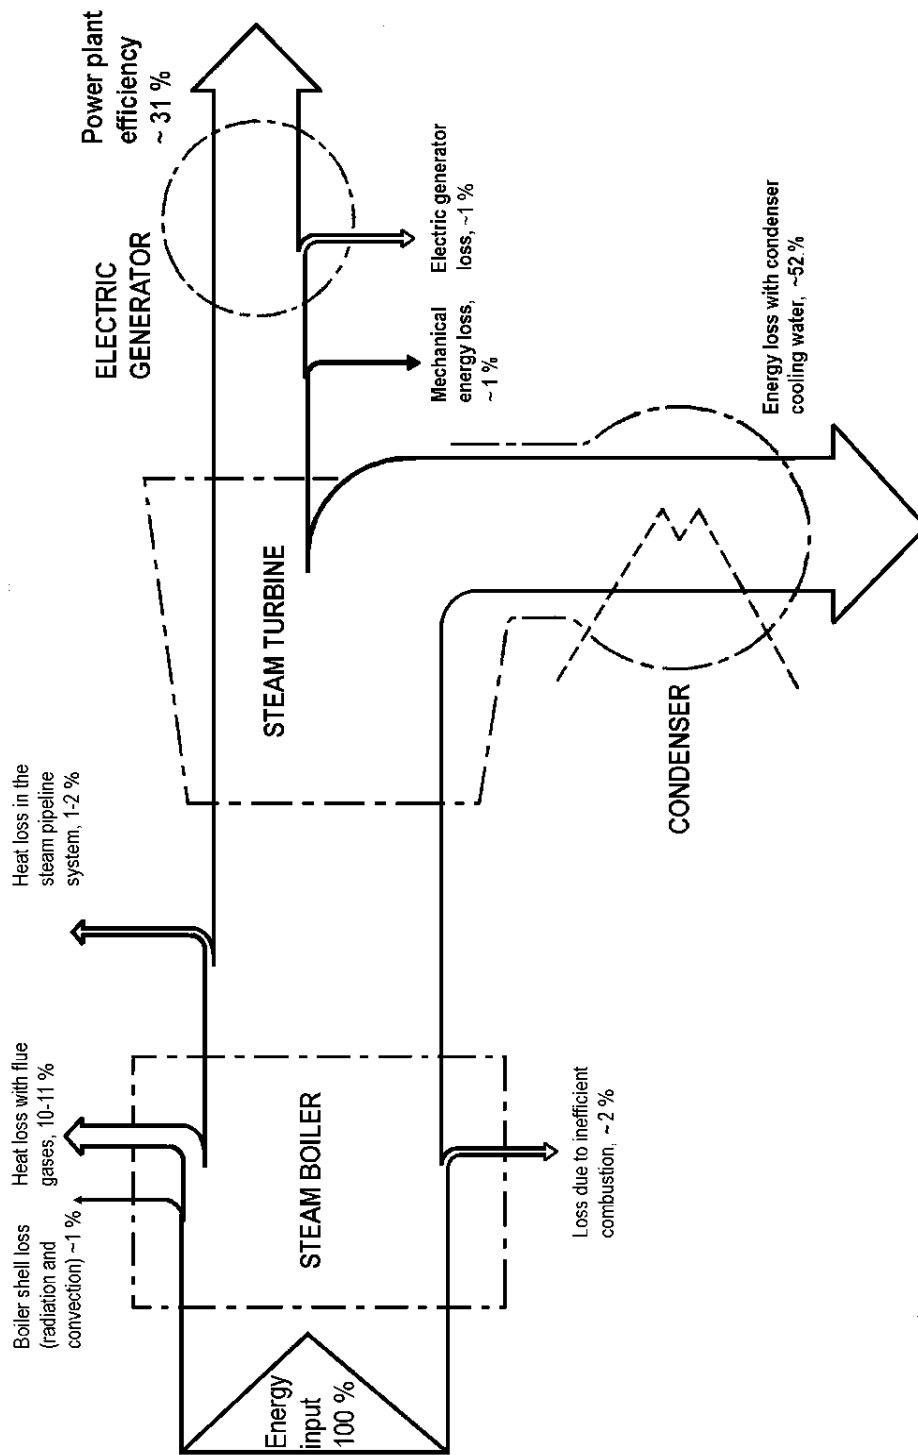 Energy
input
100 %
Boiler shell loss
(radiation and
convection) ~1 %
Heat loss with flue
gases, 10-11 %
Heat loss in the
steam pipeline
system, 1-2 %
STEAM BOILER
Loss due to inefficient
combustion, ~ 2 %
STEAM TURBINE
CONDENSER
ELECTRIC
GENERATOR
Power plant
efficiency
~ 31 %
Mechanical
energy loss,
~ 1 %
Electric generator
loss, ~1 %
Energy loss with condenser
cooling water, ~52.%